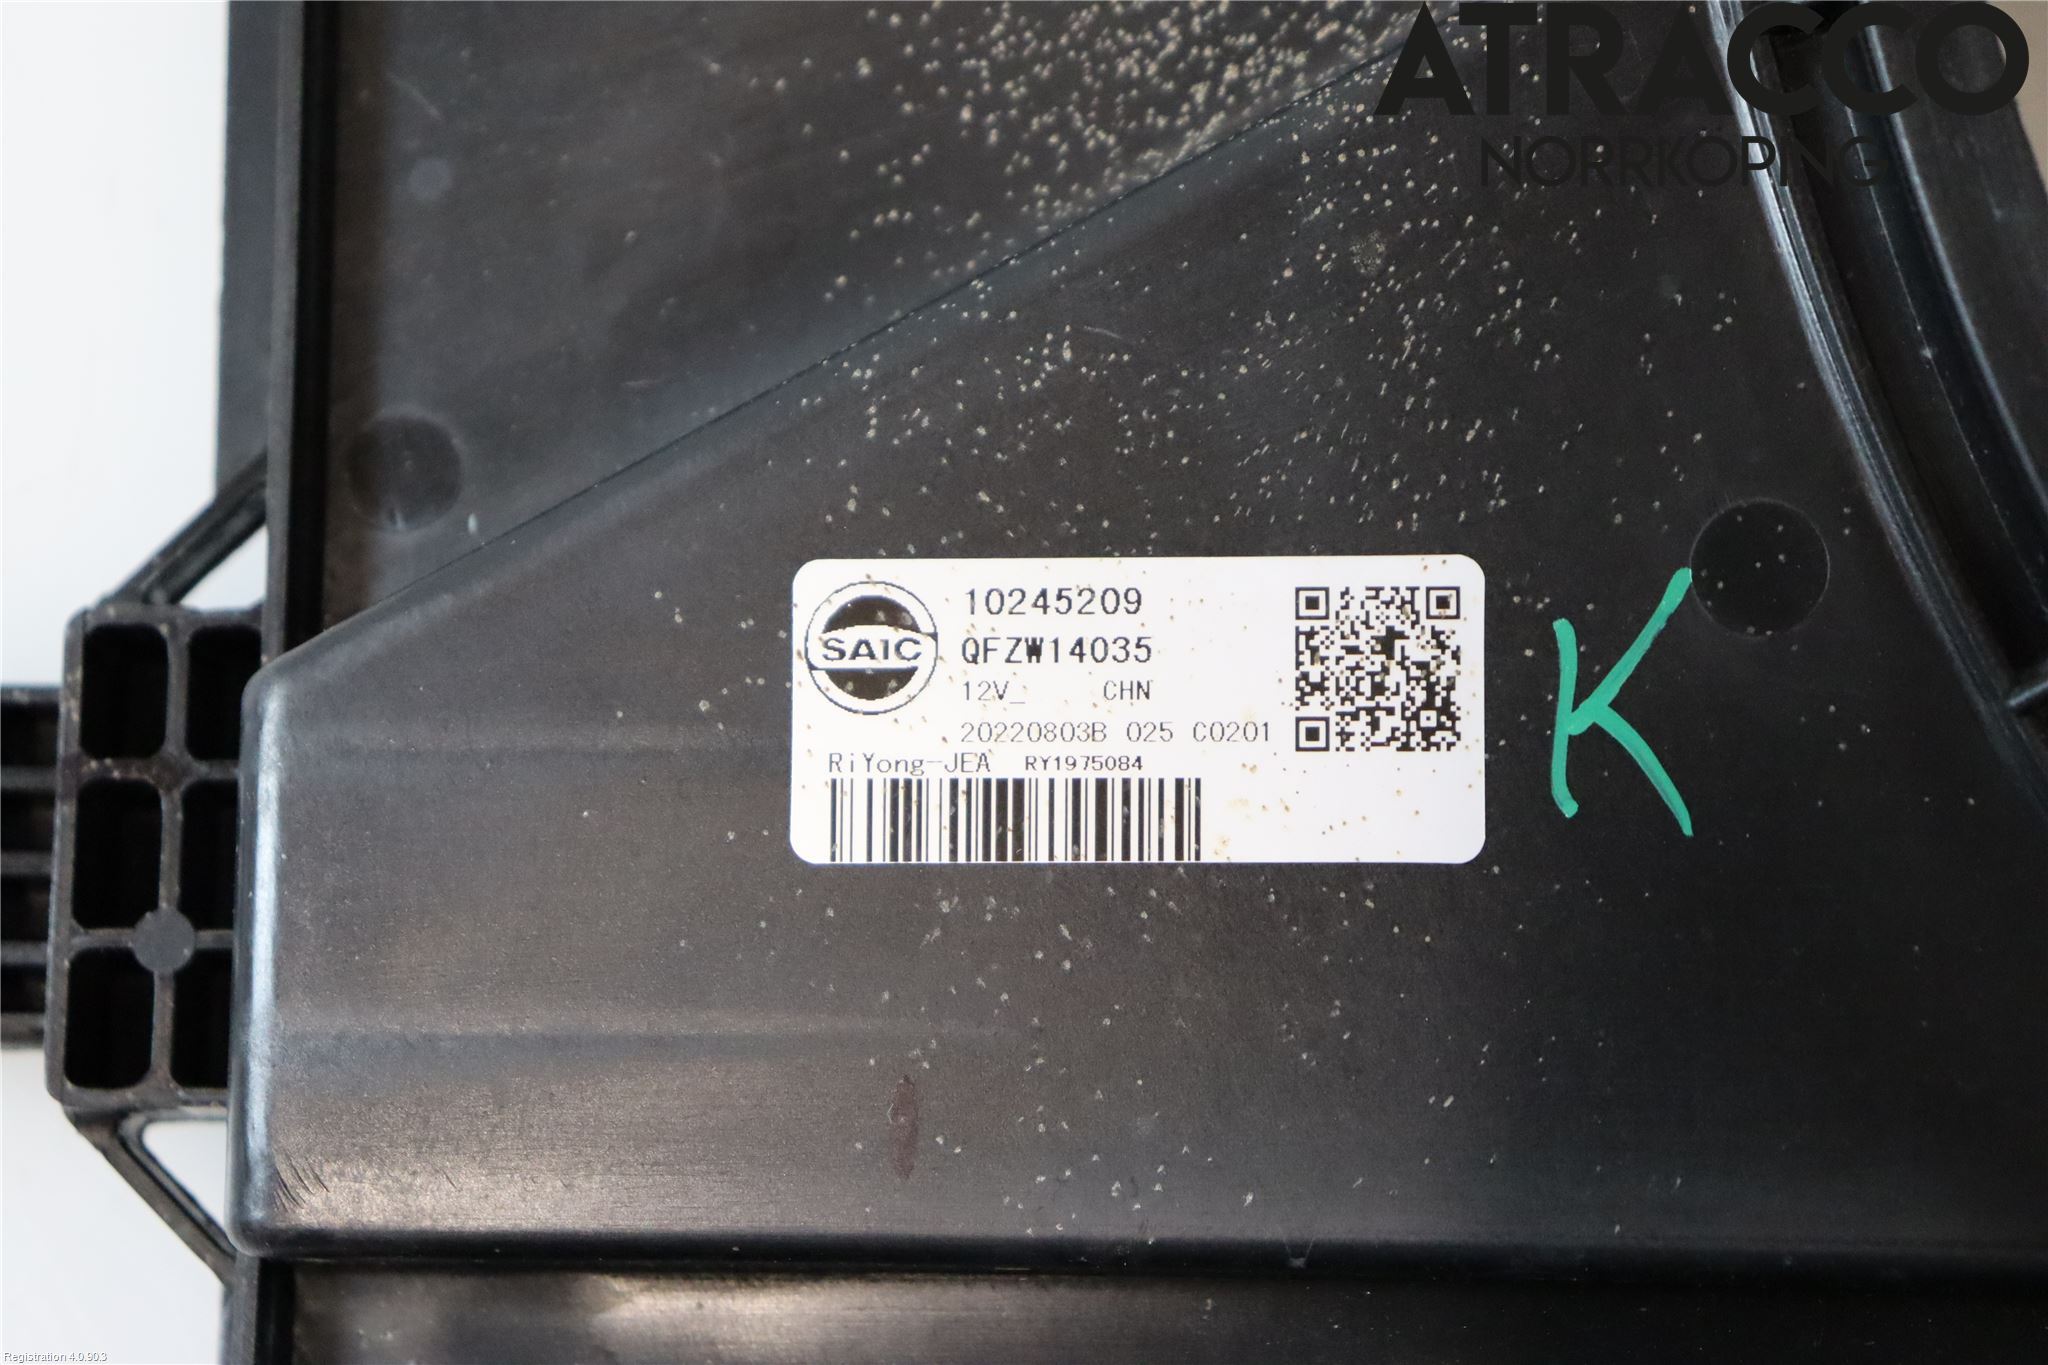 ATRACCO
NORRKÖPING
SAIC
10245209
QFZW14035
12V_ CHN
20220803B 025 C0201
RiYong-JEA RY1975084
K
Registration 4.0.90.3